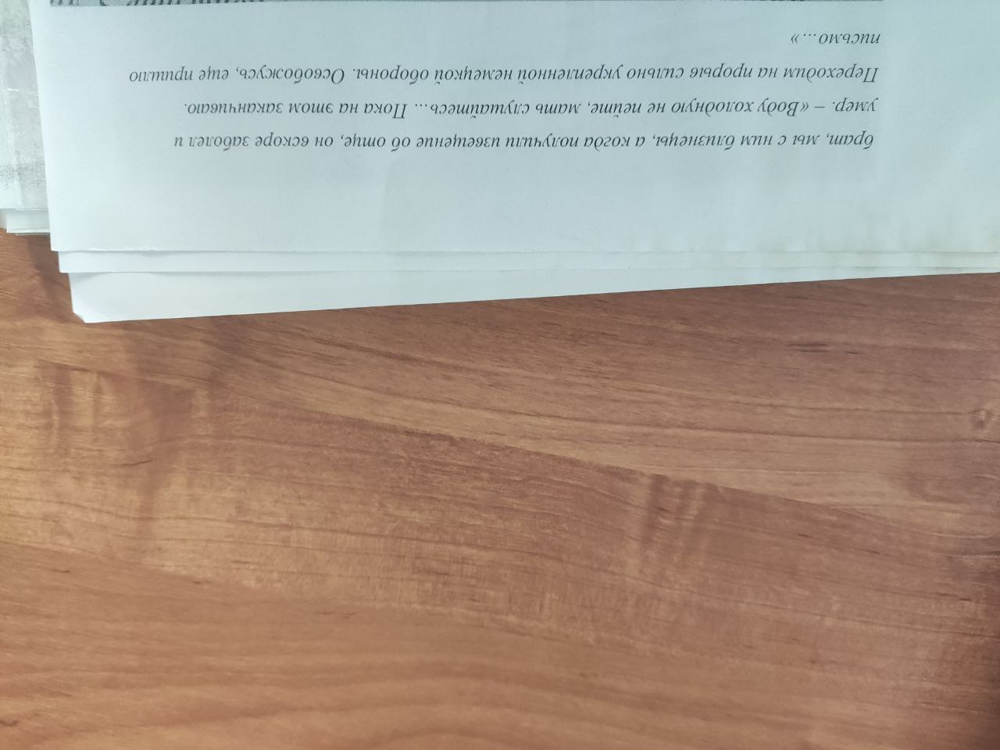 брат, мы с ним близнецы, а когда получили извещение об отце, он вскоре заболел и
умер. – «Воду холодную не пейте, мать, слушайтесь… Пока на этом заканчиваю.
Переходим на прорыв сильно укрепленной немецкой обороны. Освобожусь, еще пришлю
письмо…»